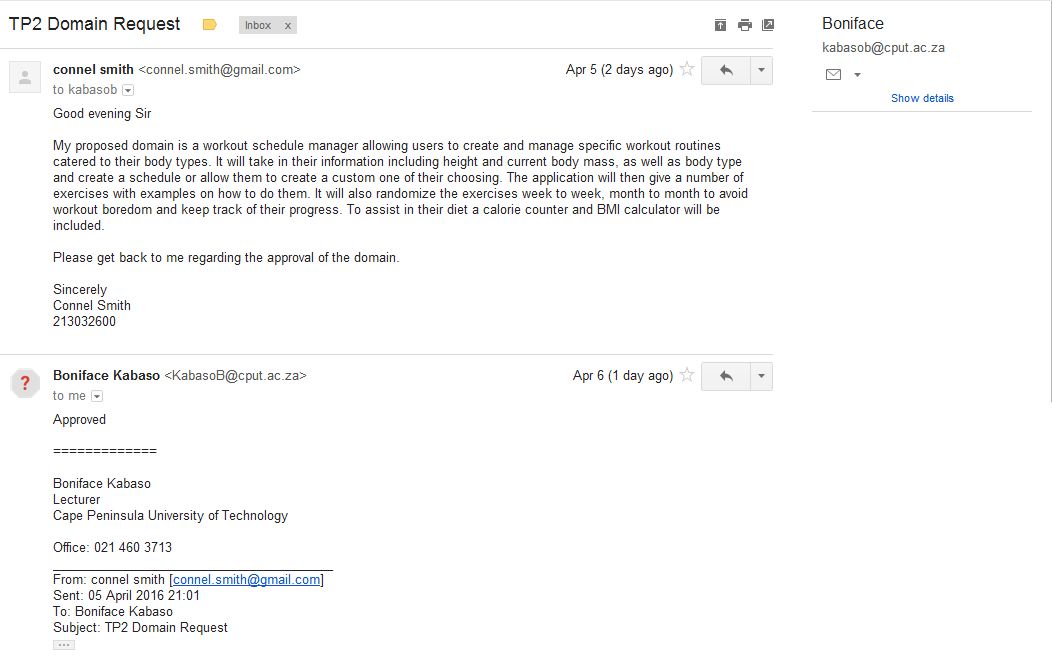 TP2 Domain Request
Inbox x
connel smith <connel.smith@gmail.com>
Apr 5 (2 days ago)
to kabasob
Good evening Sir
My proposed domain is a workout schedule manager allowing users to create and manage specific workout routines
catered to their body types. It will take in their information including height and current body mass, as well as body type
and create a schedule or allow them to create a custom one of their choosing. The application will then give a number of
exercises with examples on how to do them. It will also randomize the exercises week to week, month to month to avoid
workout boredom and keep track of their progress. To assist in their diet a calorie counter and BMI calculator will be
included.
Please get back to me regarding the approval of the domain.
Sincerely
Connel Smith
213032600
?
Boniface Kabaso <KabasoB@cput.ac.za>
Apr 6 (1 day ago)
to me
Approved
=============
Boniface Kabaso
Lecturer
Cape Peninsula University of Technology
Office: 021 460 3713
From: connel smith [connel.smith@gmail.com]
Sent: 05 April 2016 21:01
To: Boniface Kabaso
Subject: TP2 Domain Request
Boniface
kabasob@cput.ac.za
Show details